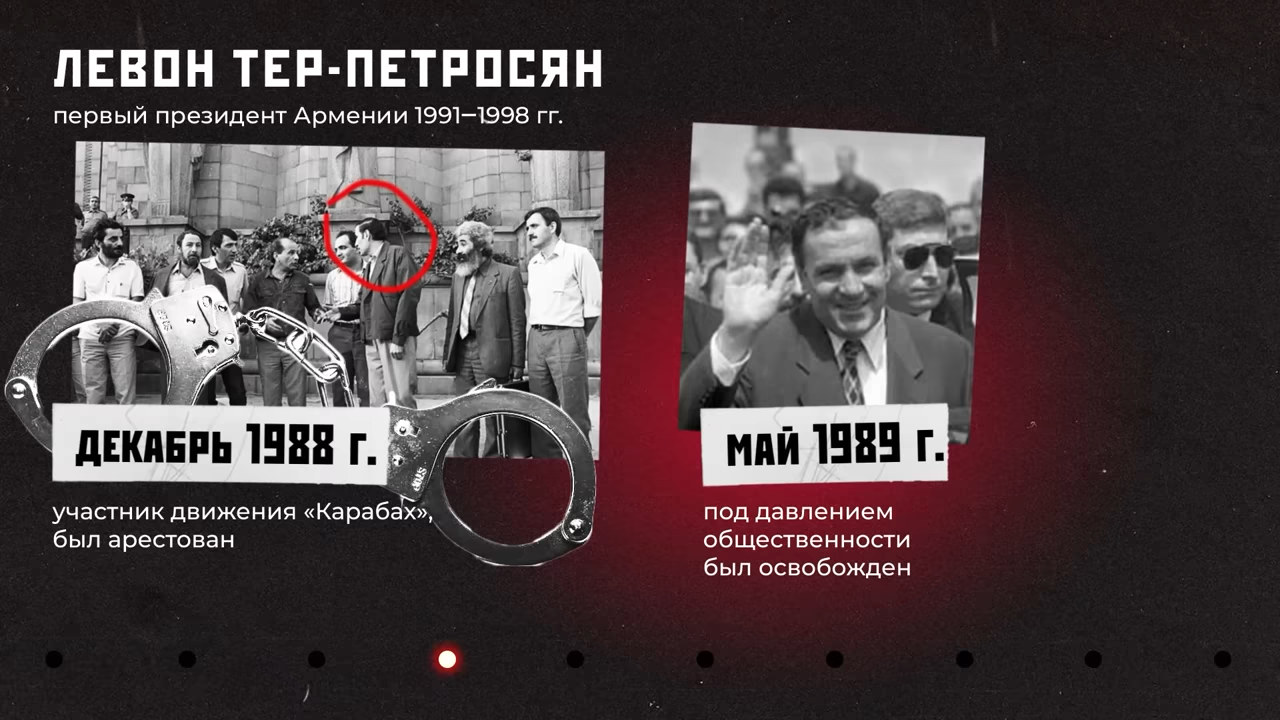 ЛЕВОН ТЕР-ПЕТРОСЯН
первый президент Армении 1991–1998 гг.
ДЕКАБРЬ 1988 г.
участник движения «Карабах»,
был арестован
МАЙ 1989 г.
под давлением
общественности
был освобожден